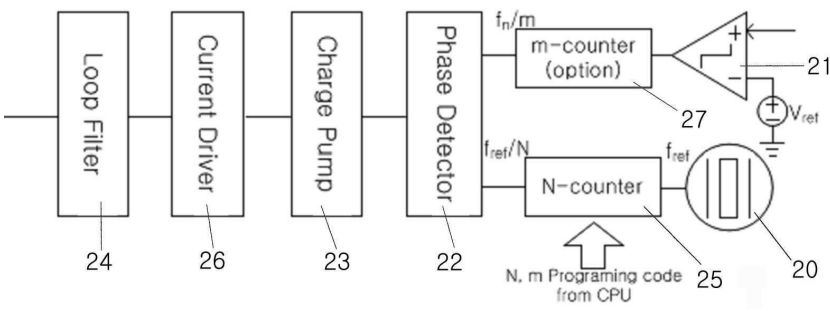 Loop Filter
Current Driver
Charge Pump
Phase Detector
fn/m
m-counter
(option)
+
−
21
27
+
−
Vref
fref/N
N-counter
fref
24
26
23
22
25
20
N, m Programing code
from CPU